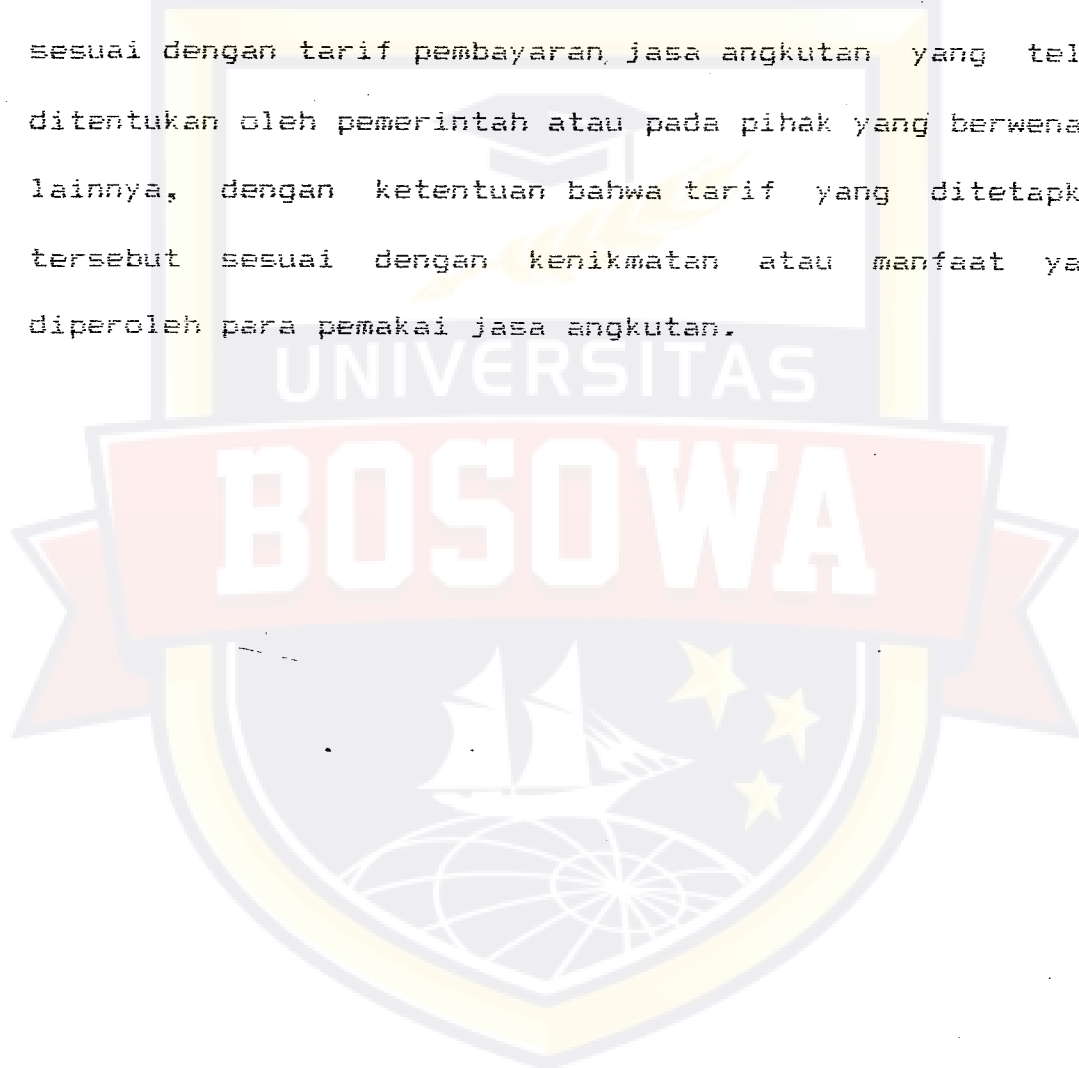 sesuai dengan tarif pembayaran jasa angkutan yang tel
ditentukan oleh pemerintah atau pada pihak yang berwena
lainnya, dengan ketentuan bahwa tarif yang ditetapk
tersebut sesuai dengan kenikmatan atau manfaat ya
diperoleh para pemakai jasa angkutan.
UNIVERSITAS
BOSOWA